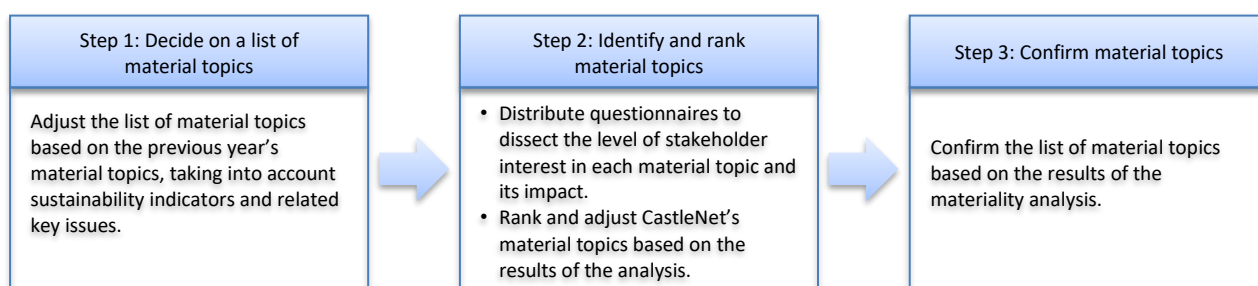 Step 1: Decide on a list of
material topics
Adjust the list of material topics
based on the previous year's
material topics, taking into account
sustainability indicators and related
key issues.
Step 2: Identify and rank
material topics
• Distribute questionnaires to
dissect the level of stakeholder
interest in each material topic and
its impact.
• Rank and adjust CastleNet's
material topics based on the
results of the analysis.
Step 3: Confirm material topics
Confirm the list of material topics
based on the results of the
materiality analysis.